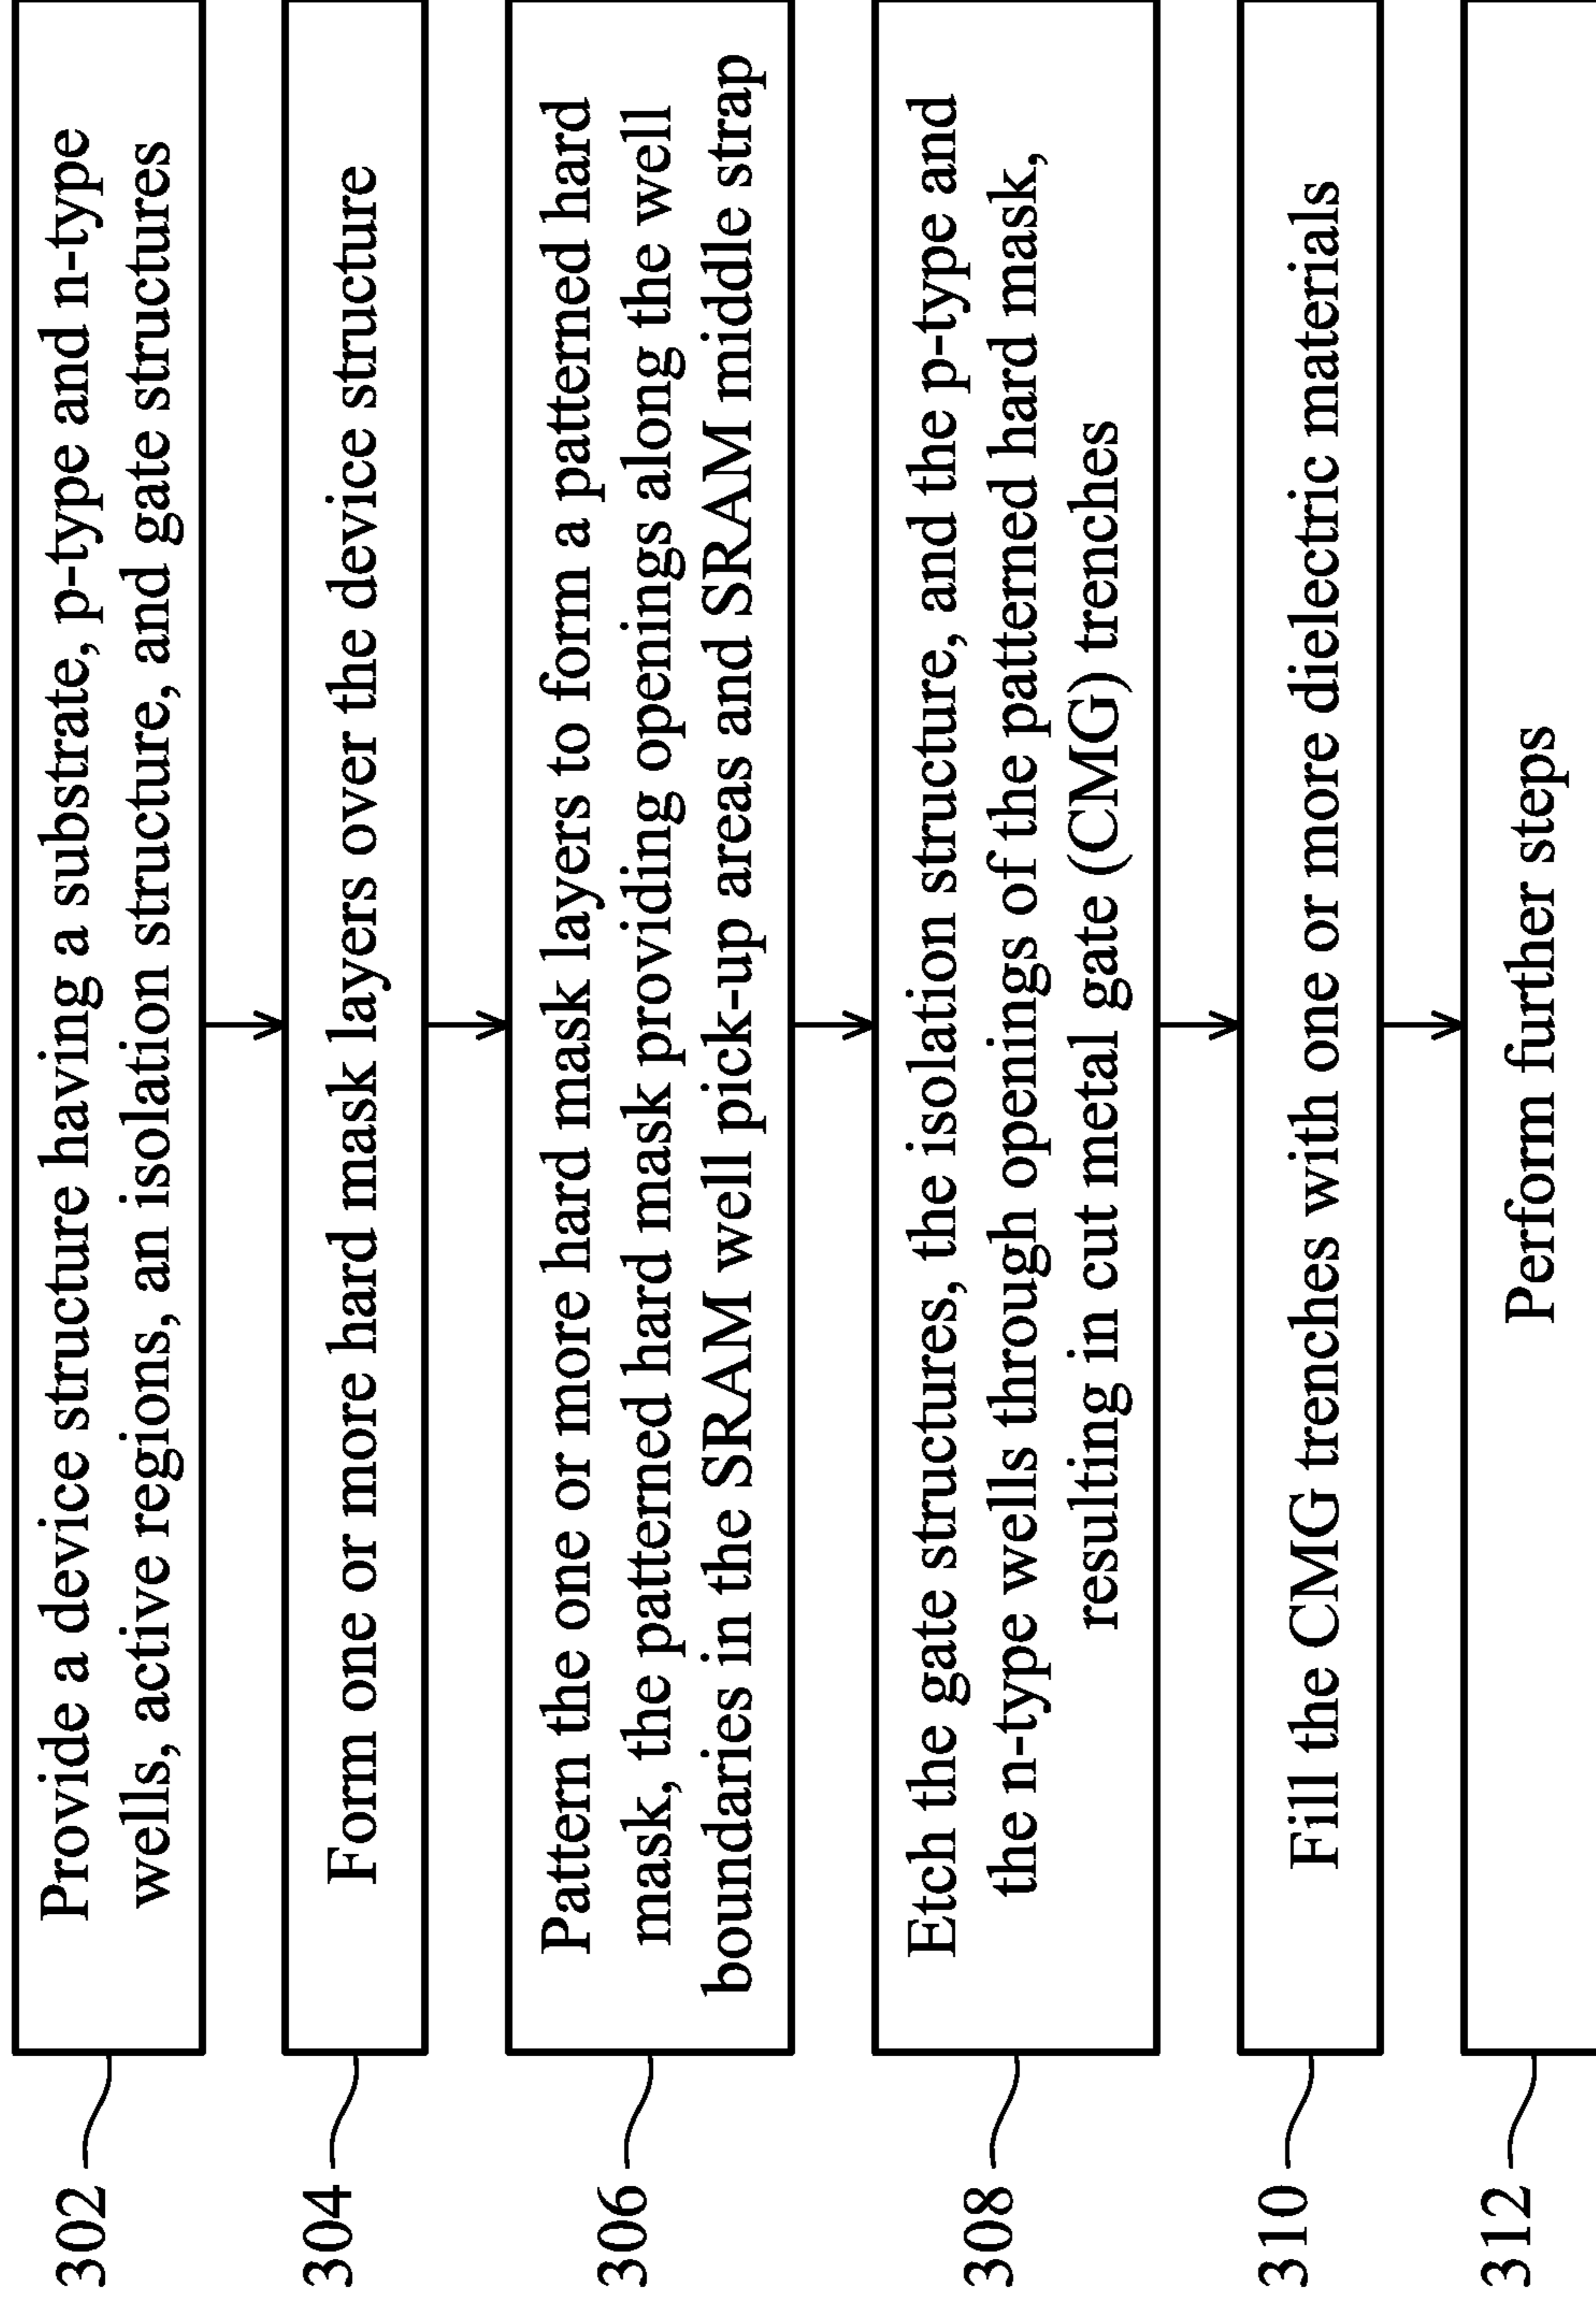 302
Provide a device structure having a substrate, p-type and n-type
wells, active regions, an isolation structure, and gate structures
304
Form one or more hard mask layers over the device structure
306
Pattern the one or more hard mask layers to form a patterned hard
mask, the patterned hard mask providing openings along the well
boundaries in the SRAM well pick-up areas and SRAM middle strap
308
Etch the gate structures, the isolation structure, and the p-type and
the n-type wells through openings of the patterned hard mask,
resulting in cut metal gate (CMG) trenches
310
Fill the CMG trenches with one or more dielectric materials
312
Perform further steps